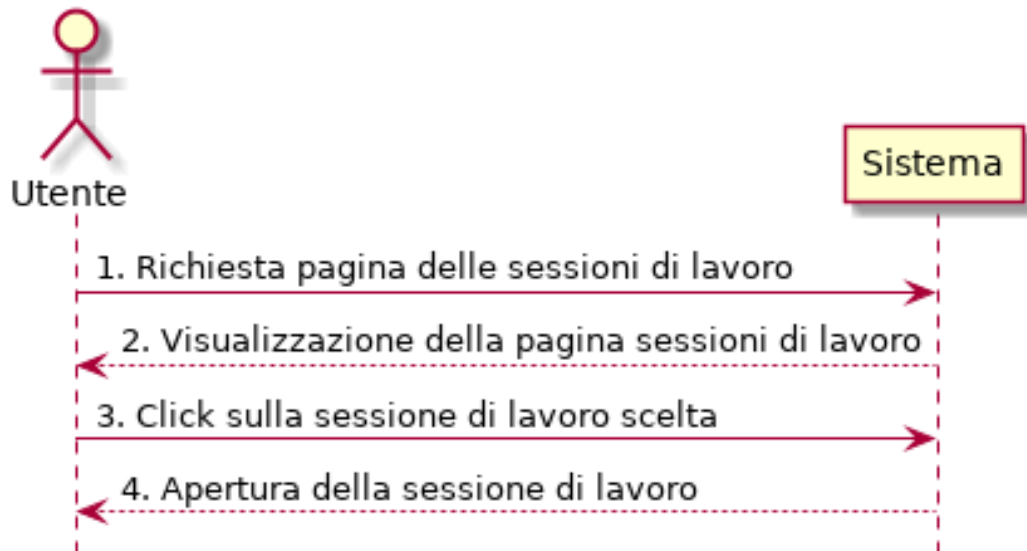 Utente
Sistema
1. Richiesta pagina delle sessioni di lavoro
2. Visualizzazione della pagina sessioni di lavoro
3. Click sulla sessione di lavoro scelta
4. Apertura della sessione di lavoro